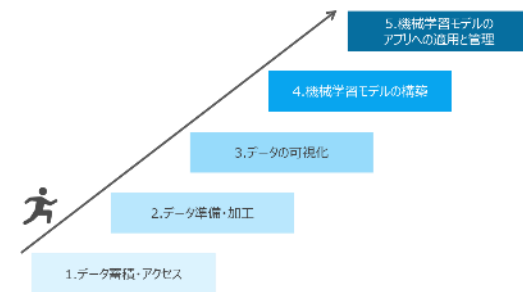 5.機械学習モデルの
アプリへの適用と管理
4.機械学習モデルの構築
3.データの可視化
2.データ準備・加工
1.データ蓄積・アクセス